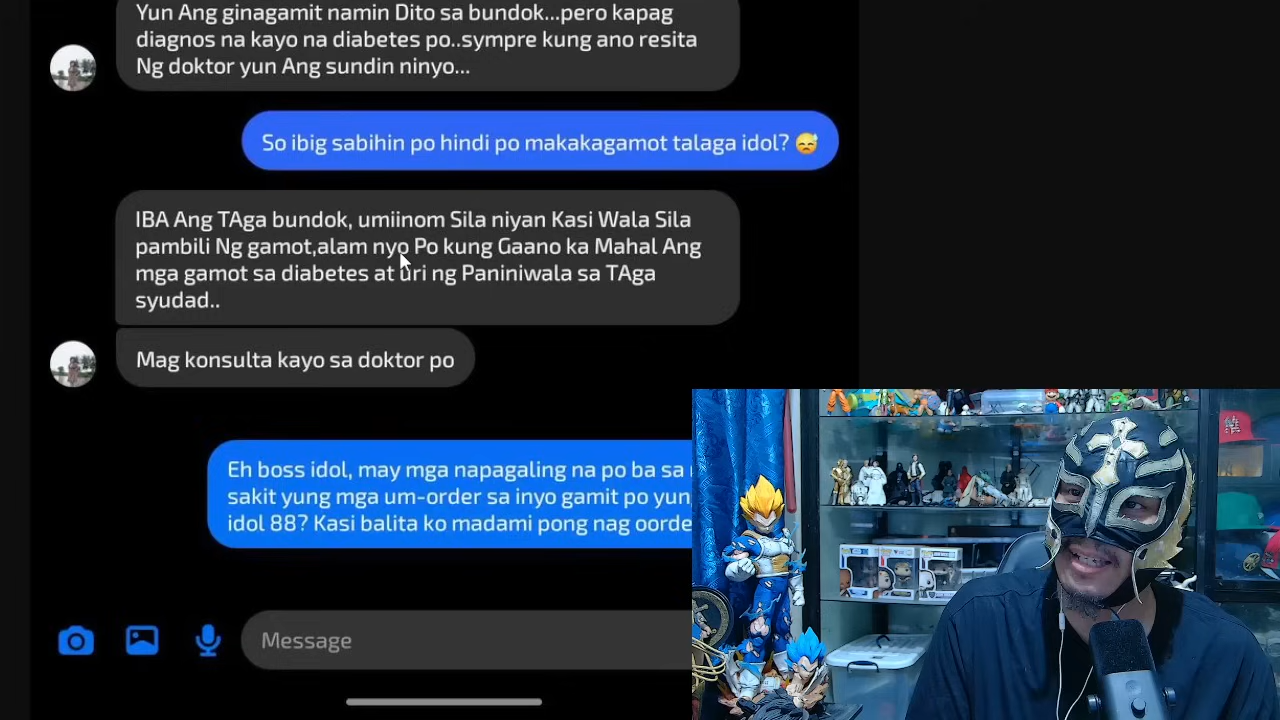 Yun Ang ginagamit namin Dito sa bundok...pero kapag
diagnos na kayo na diabetes po..sympre kung ano resita
Ng doktor yun Ang sundin ninyo...
So ibig sabihin po hindi po makakagamot talaga idol? 😅
IBA Ang TAga bundok, umiinom Sila niyan Kasi Wala Sila
pambili Ng gamot,alam nyo Po kung Gaano ka Mahal Ang
mga gamot sa diabetes at uri ng Paniniwala sa TAga
syudad..
Mag konsulta kayo sa doktor po
Eh boss idol, may mga napagaling na po ba sa
sakit yung mga um-order sa inyo gamit po yun
idol 88? Kasi balita ko madami pong nag oorde
Message